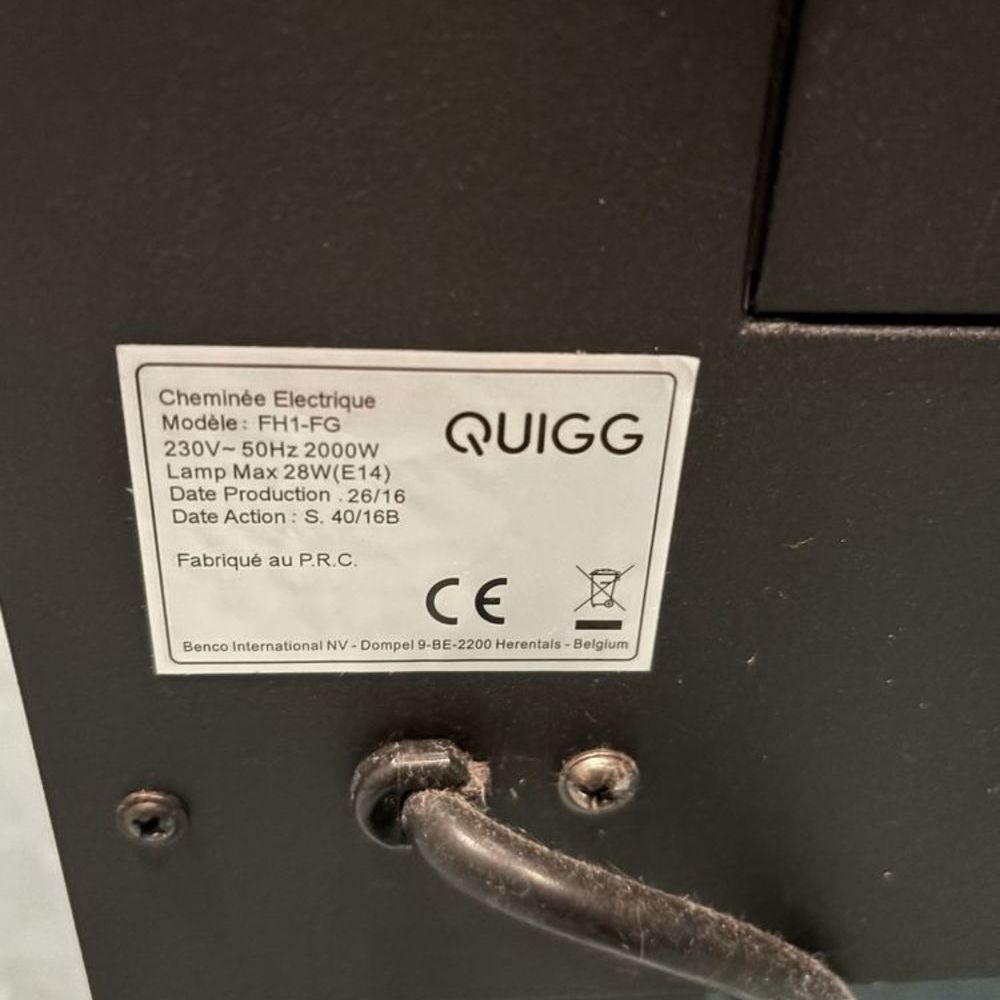 Cheminée Electrique
Modèle : FH1-FG
230V~ 50Hz 2000W
Lamp Max 28W(E14)
Date Production . 26/16
Date Action : S. 40/16B
Fabriqué au P.R.C.
QUIGG
CE
Benco International NV - Dompel 9-BE-2200 Herentals - Belgium